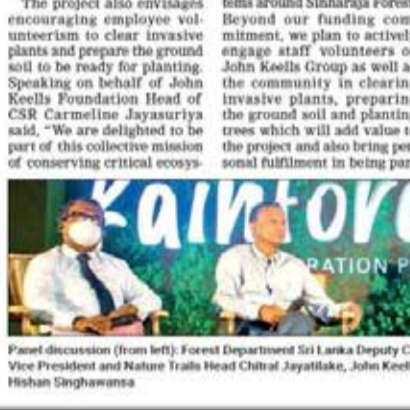 The project also envisages
encouraging employee vol-
unteerism to clear invasive
plants and prepare the ground
soil to be ready for planting.
Speaking on behalf of John
Keells Foundation Head of
CSR Carmeline Jayasuriya
said, "We are delighted to be
part of this collective mission
of conserving critical ecosys-
tems around Sinharaja Fores
Beyond our funding com
mitment, we plan to activel
engage staff volunteers o
John Keells Group as well a
the community in clearin
invasive plants, preparin
the ground soil and plantin
trees which will add value t
the project and also bring per
sonal fulfilment in being par
Rainfor
RATION P
Panel discussion (from left): Forest Department Sri Lanka Deputy C
Vice President and Nature Trails Head Chitral Jayatilake, John Keel
Hishan Singhawansa